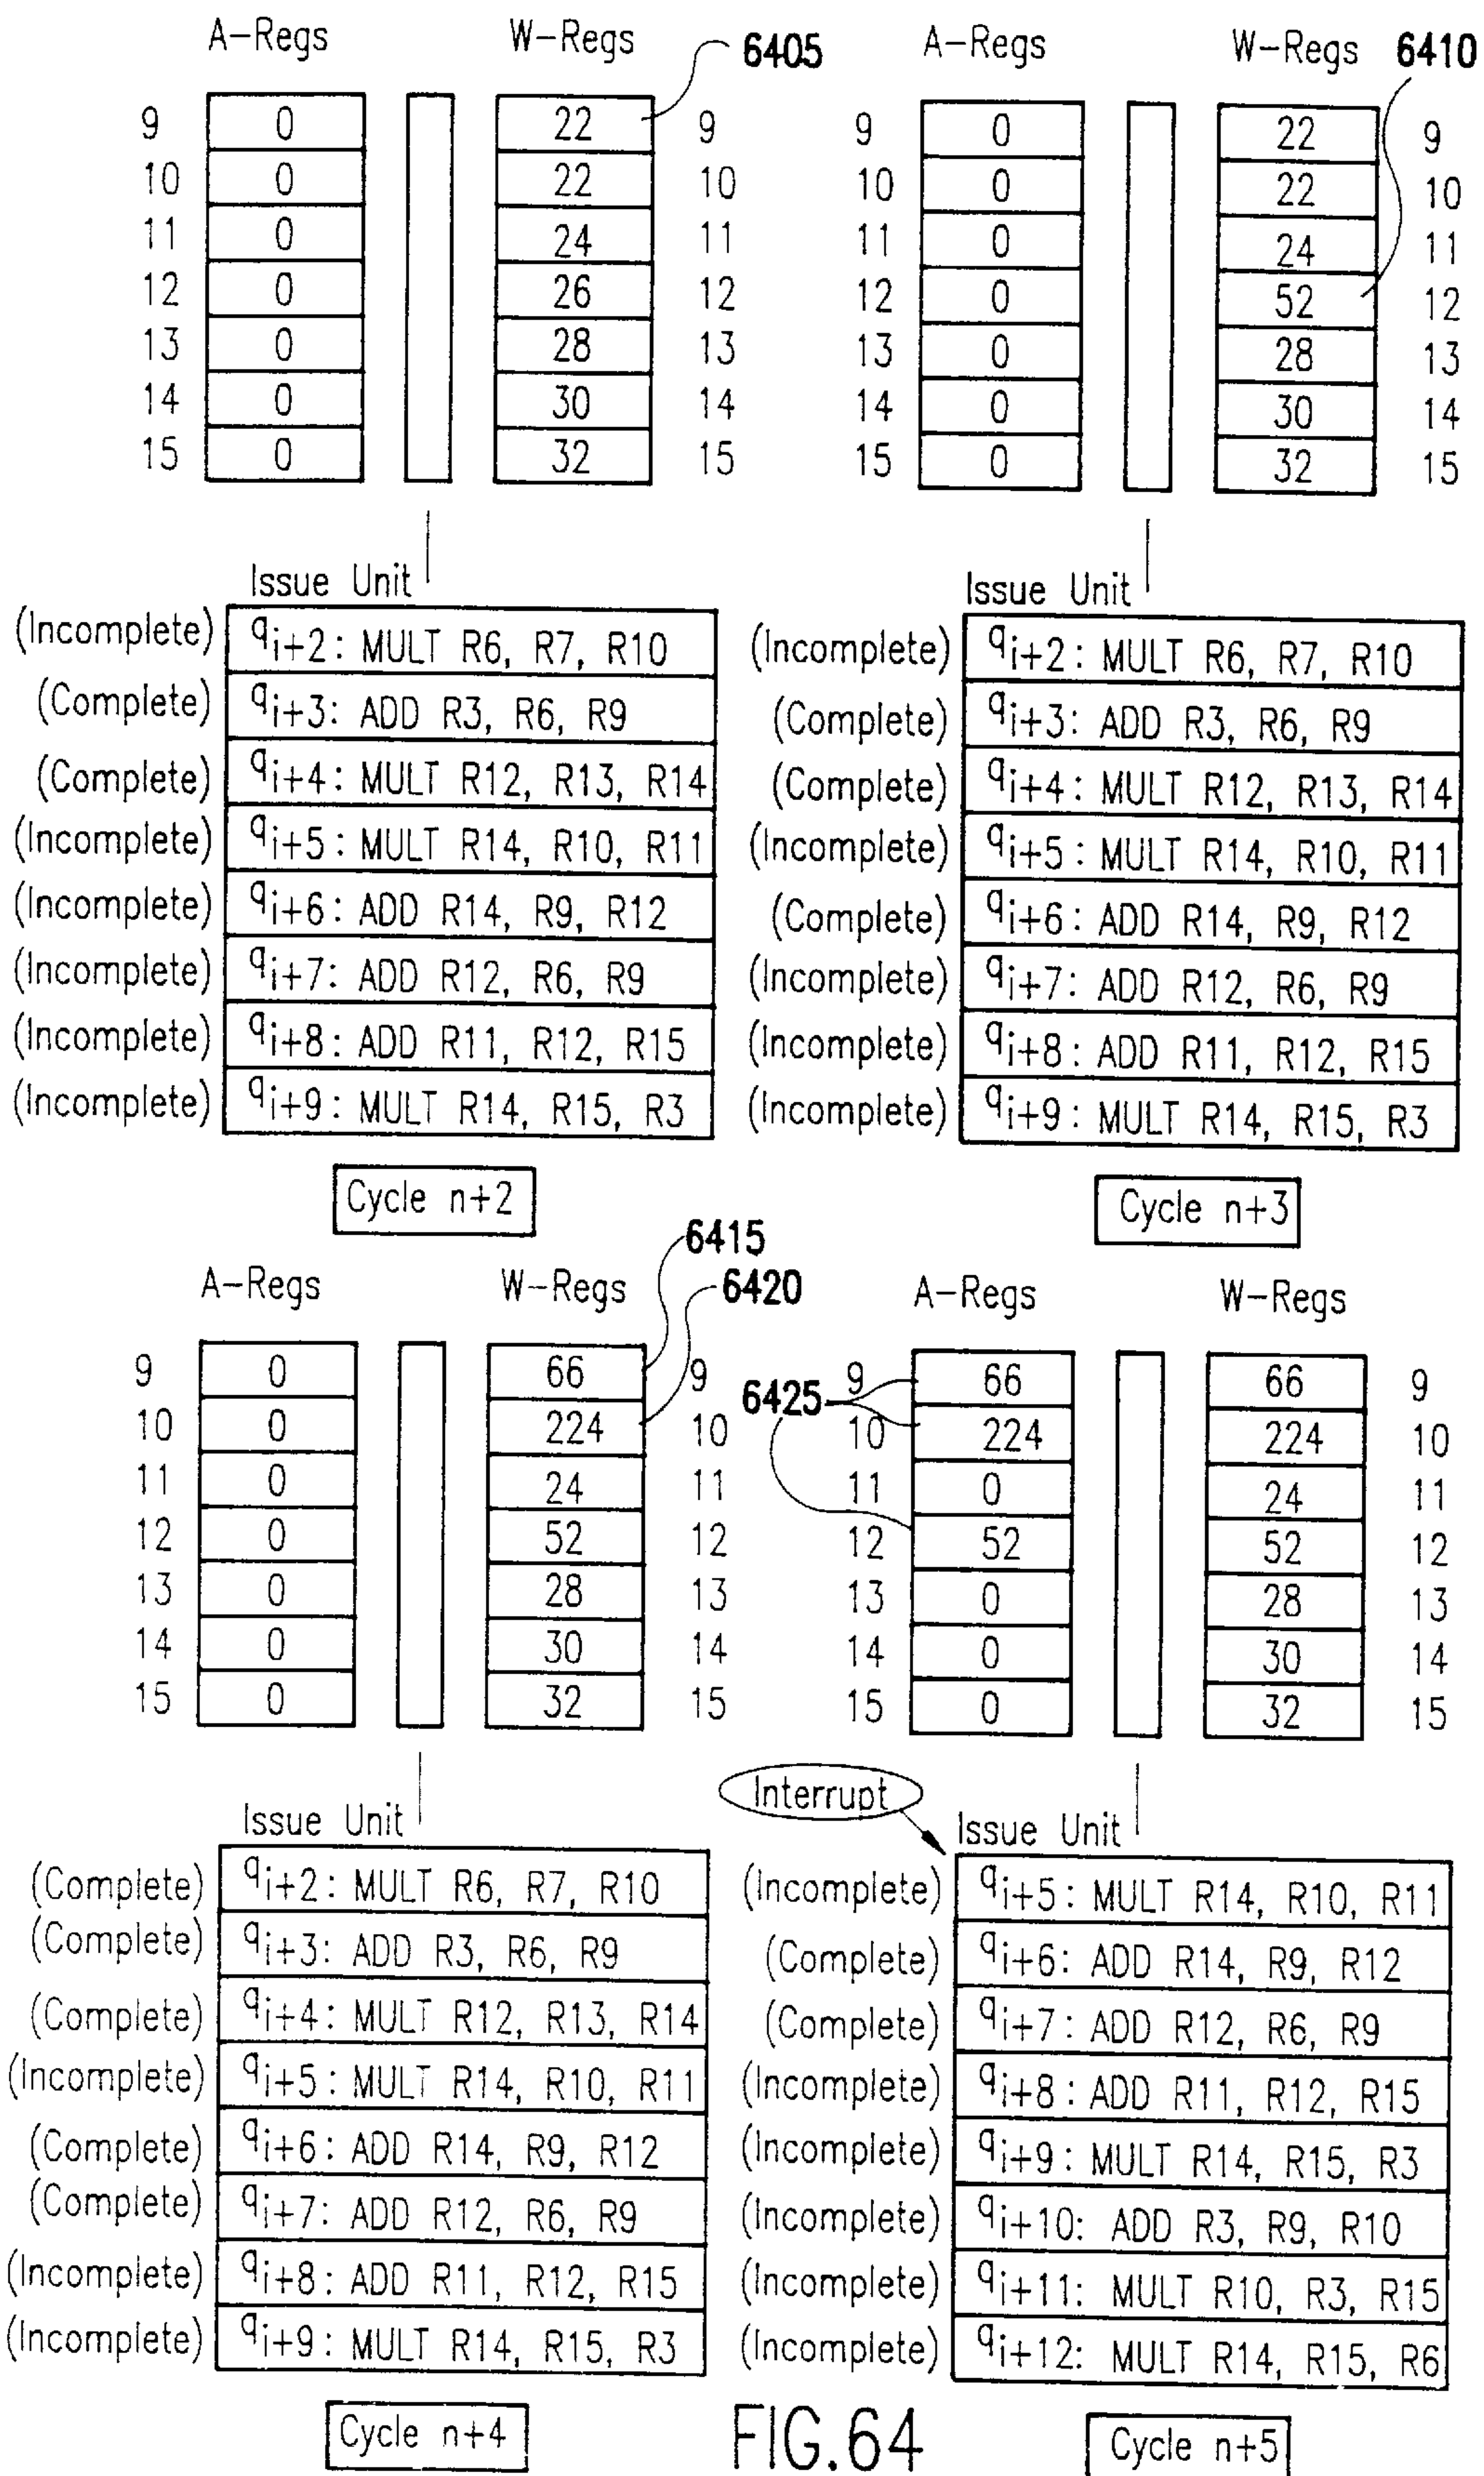 A-Regs W-Regs 6405
9 0 22 9
10 0 22 10
11 0 24 11
12 0 26 12
13 0 28 13
14 0 30 14
15 0 32 15
Issue Unit
(Incomplete) qi+2: MULT R6, R7, R10
(Complete) qi+3: ADD R3, R6, R9
(Complete) qi+4: MULT R12, R13, R14
(Incomplete) qi+5: MULT R14, R10, R11
(Incomplete) qi+6: ADD R14, R9, R12
(Incomplete) qi+7: ADD R12, R6, R9
(Incomplete) qi+8: ADD R11, R12, R15
(Incomplete) qi+9: MULT R14, R15, R3
Cycle n+2
A-Regs W-Regs 6410
9 0 22 9
10 0 22 10
11 0 24 11
12 0 52 12
13 0 28 13
14 0 30 14
15 0 32 15
Issue Unit
(Incomplete) qi+2: MULT R6, R7, R10
(Complete) qi+3: ADD R3, R6, R9
(Complete) qi+4: MULT R12, R13, R14
(Incomplete) qi+5: MULT R14, R10, R11
(Complete) qi+6: ADD R14, R9, R12
(Incomplete) qi+7: ADD R12, R6, R9
(Incomplete) qi+8: ADD R11, R12, R15
(Incomplete) qi+9: MULT R14, R15, R3
Cycle n+3
6415
A-Regs W-Regs 6420
9 0 66 9
10 0 224 10
11 0 24 11
12 0 52 12
13 0 28 13
14 0 30 14
15 0 32 15
Issue Unit
(Complete) qi+2: MULT R6, R7, R10
(Complete) qi+3: ADD R3, R6, R9
(Complete) qi+4: MULT R12, R13, R14
(Incomplete) qi+5: MULT R14, R10, R11
(Complete) qi+6: ADD R14, R9, R12
(Complete) qi+7: ADD R12, R6, R9
(Incomplete) qi+8: ADD R11, R12, R15
(Incomplete) qi+9: MULT R14, R15, R3
Cycle n+4
A-Regs W-Regs
6425
9 66 66 9
10 224 224 10
11 0 24 11
12 52 52 12
13 0 28 13
14 0 30 14
15 0 32 15
Interrupt
Issue Unit
(Incomplete) qi+5: MULT R14, R10, R11
(Complete) qi+6: ADD R14, R9, R12
(Complete) qi+7: ADD R12, R6, R9
(Incomplete) qi+8: ADD R11, R12, R15
(Incomplete) qi+9: MULT R14, R15, R3
(Incomplete) qi+10: ADD R3, R9, R10
(Incomplete) qi+11: MULT R10, R3, R15
(Incomplete) qi+12: MULT R14, R15, R6
Cycle n+5
FIG.64